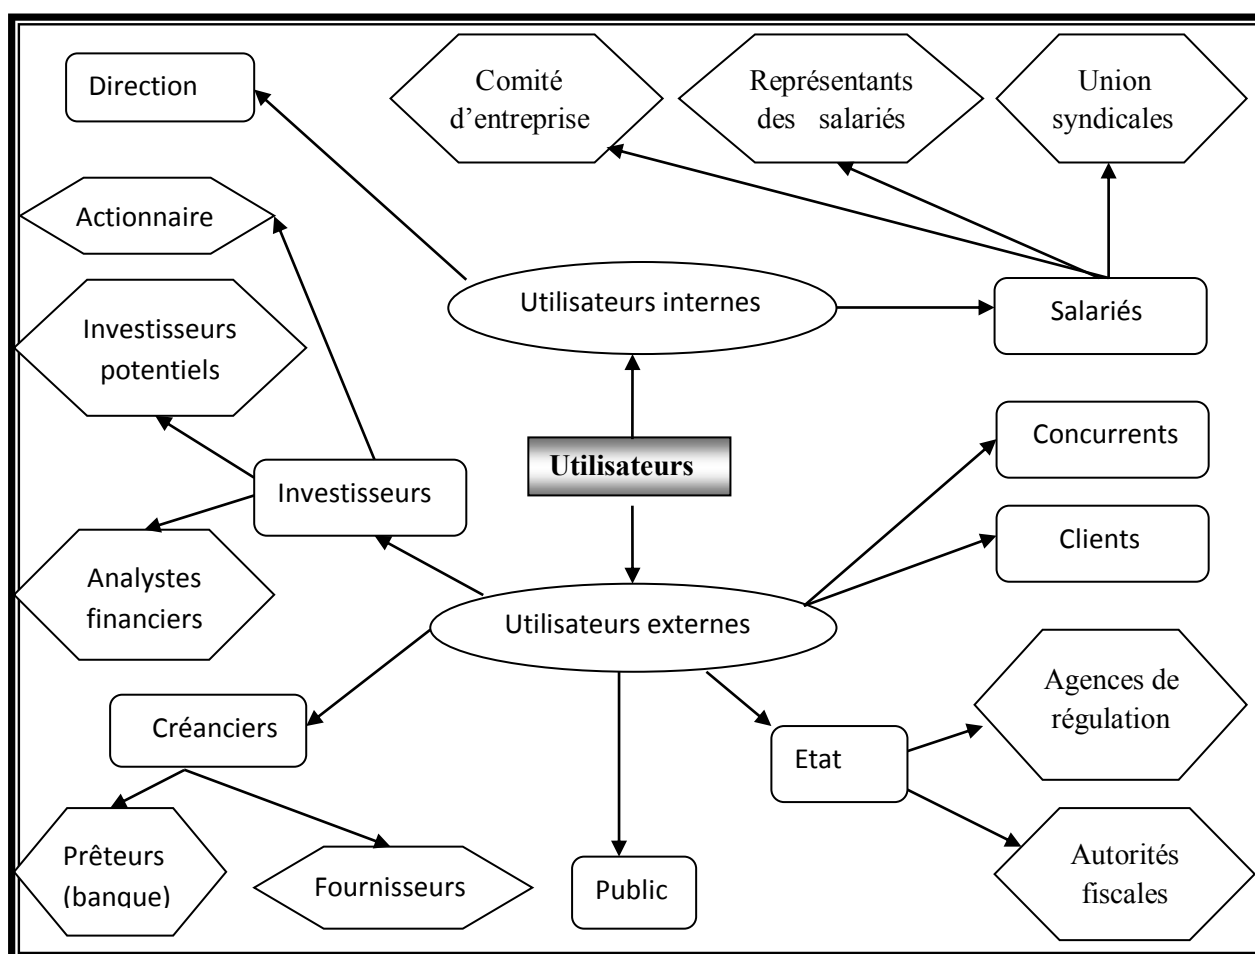 Direction
Comité
d’entreprise
Représentants
des salariés
Union
syndicales
Actionnaire
Utilisateurs internes
Salariés
Investisseurs
potentiels
Concurrents
Utilisateurs
Investisseurs
Clients
Analystes
financiers
Utilisateurs externes
Agences de
régulation
Créanciers
Etat
Prêteurs
(banque)
Fournisseurs
Public
Autorités
fiscales